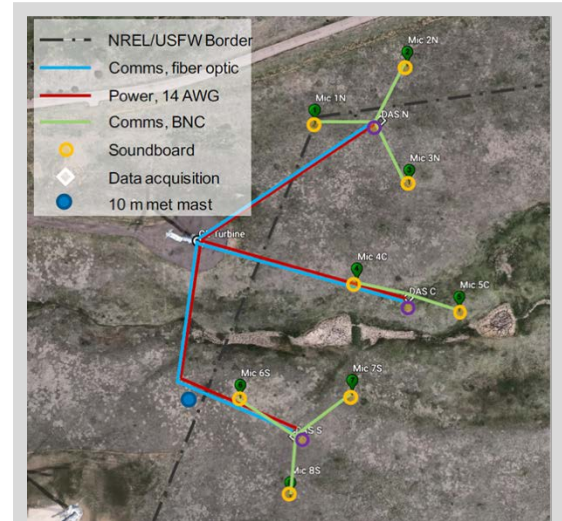 NREL/USFW Border
Comms, fiber optic
Power, 14 AWG
Comms, BNC
Soundboard
Data acquisition
10 m met mast
Mic 2N
Mic 1N
DAS N
Mic 3N
Turbine
Mic 4C
DAS C
Mic 5C
Mic 6S
Mic 7S
DAS S
Mic 8S